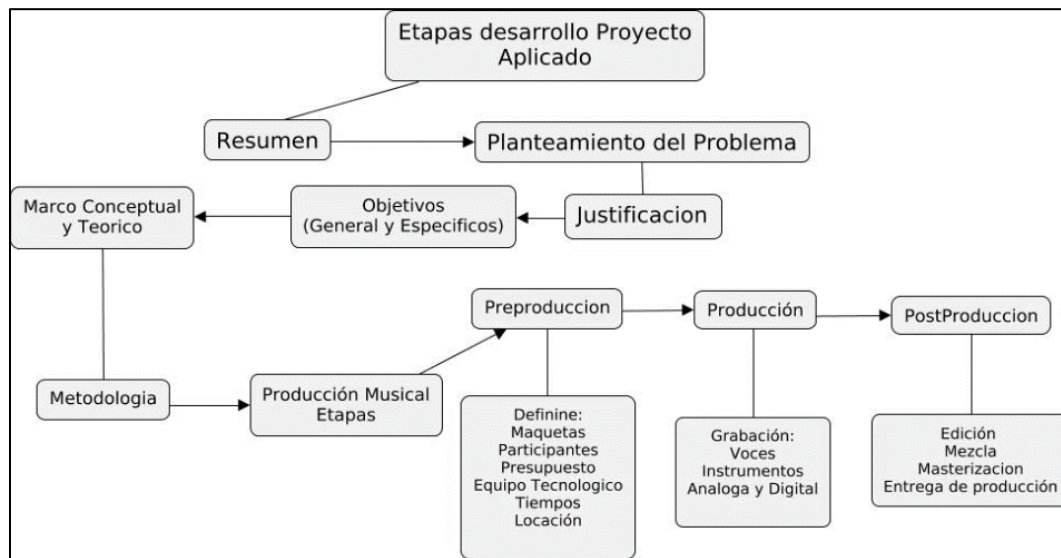 Etapas desarrollo Proyecto
Aplicado
Resumen
Planteamiento del Problema
Justificacion
Objetivos
(General y Especificos)
Marco Conceptual
y Teorico
Metodologia
Producción Musical
Etapas
Preproduccion
Producción
PostProduccion
Definine:
Maquetas
Participantes
Presupuesto
Equipo Tecnologico
Tiempos
Locación
Grabación:
Voces
Instrumentos
Analoga y Digital
Edición
Mezcla
Masterizacion
Entrega de producción